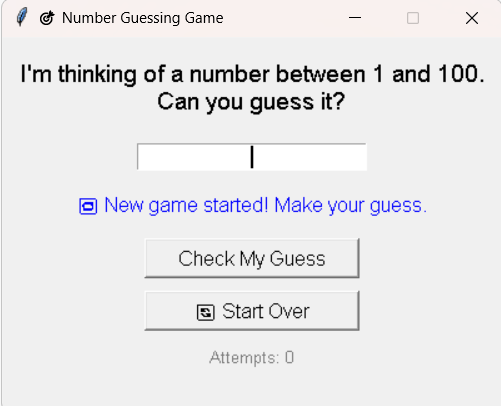 Number Guessing Game
I'm thinking of a number between 1 and 100.
Can you guess it?
New game started! Make your guess.
Check My Guess
Start Over
Attempts: 0